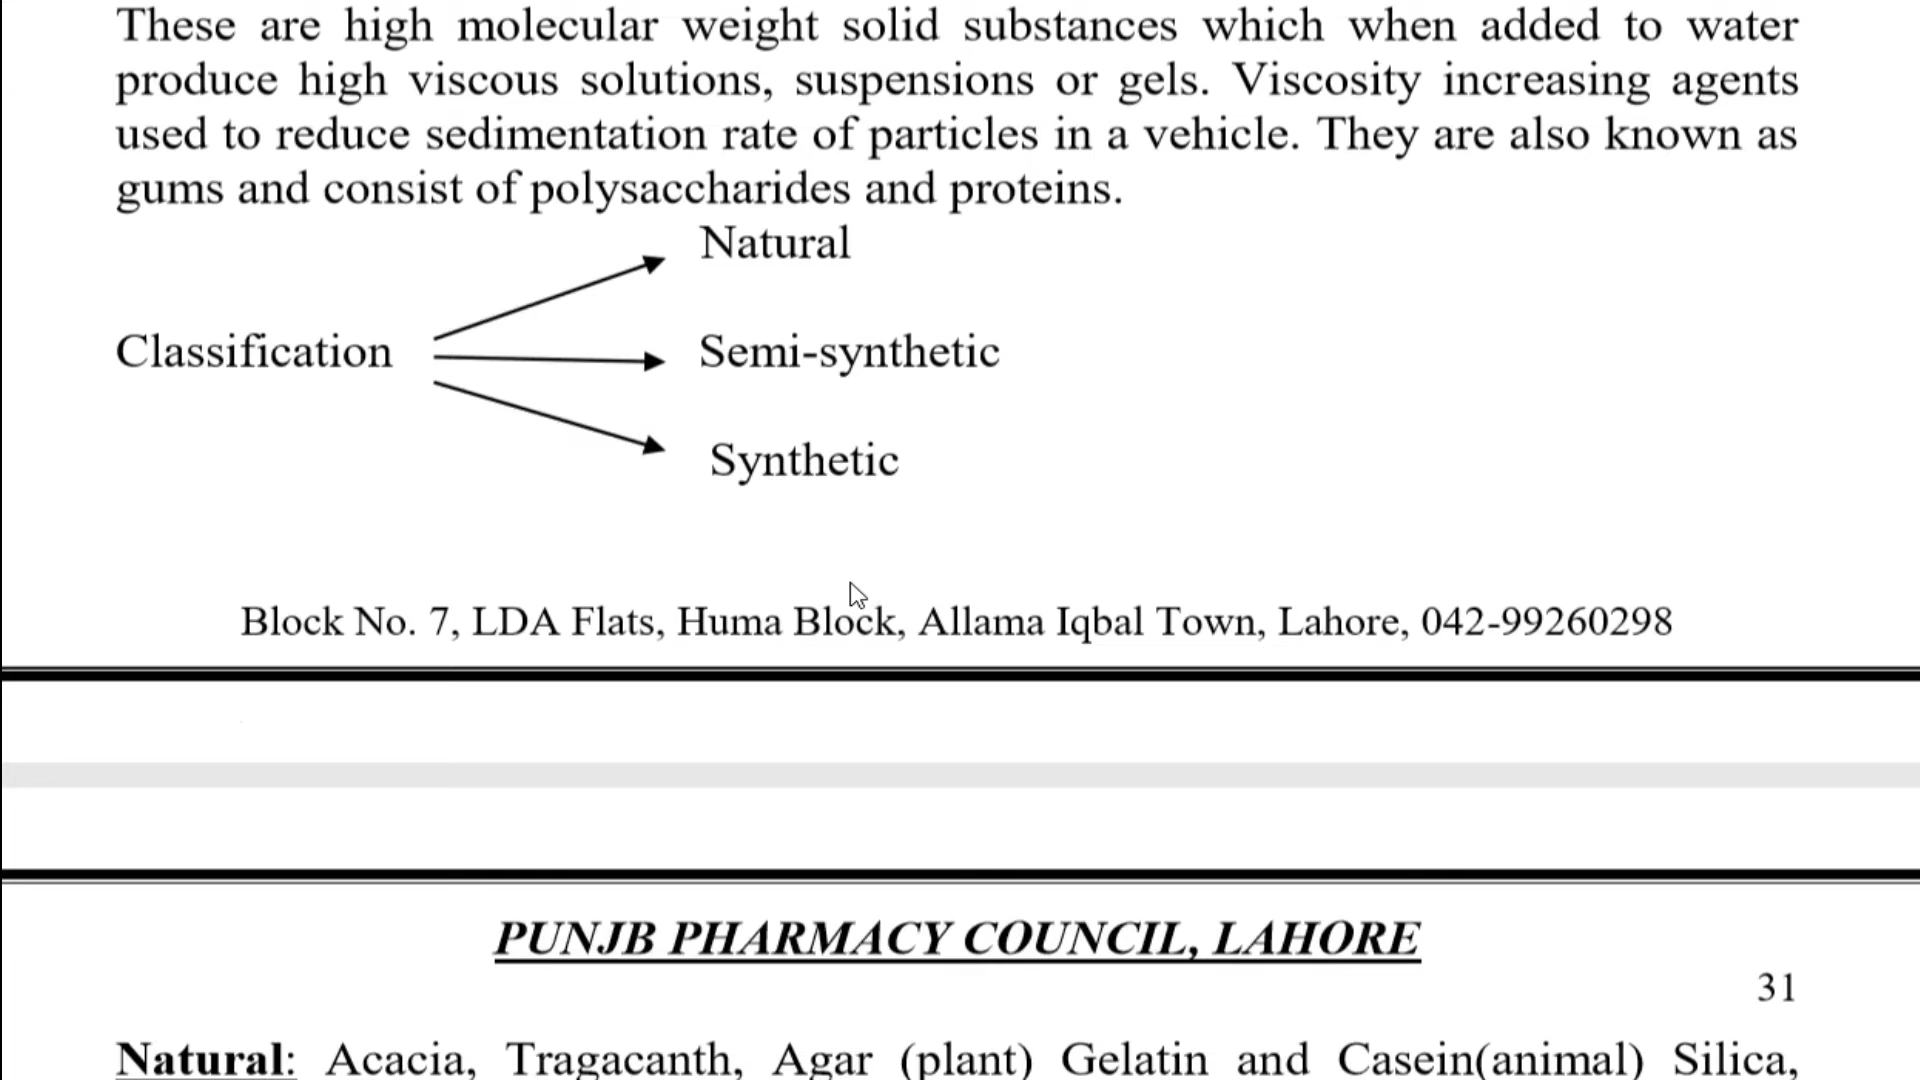 These are high molecular weight solid substances which when added to water
produce high viscous solutions, suspensions or gels. Viscosity increasing agents
used to reduce sedimentation rate of particles in a vehicle. They are also known as
gums and consist of polysaccharides and proteins.
Natural
Classification
Semi-synthetic
Synthetic
Block No. 7, LDA Flats, Huma Block, Allama Iqbal Town, Lahore, 042-99260298
PUNJB PHARMACY COUNCIL, LAHORE
31
Natural: Acacia, Tragacanth, Agar (plant) Gelatin and Casein(animal) Silica,